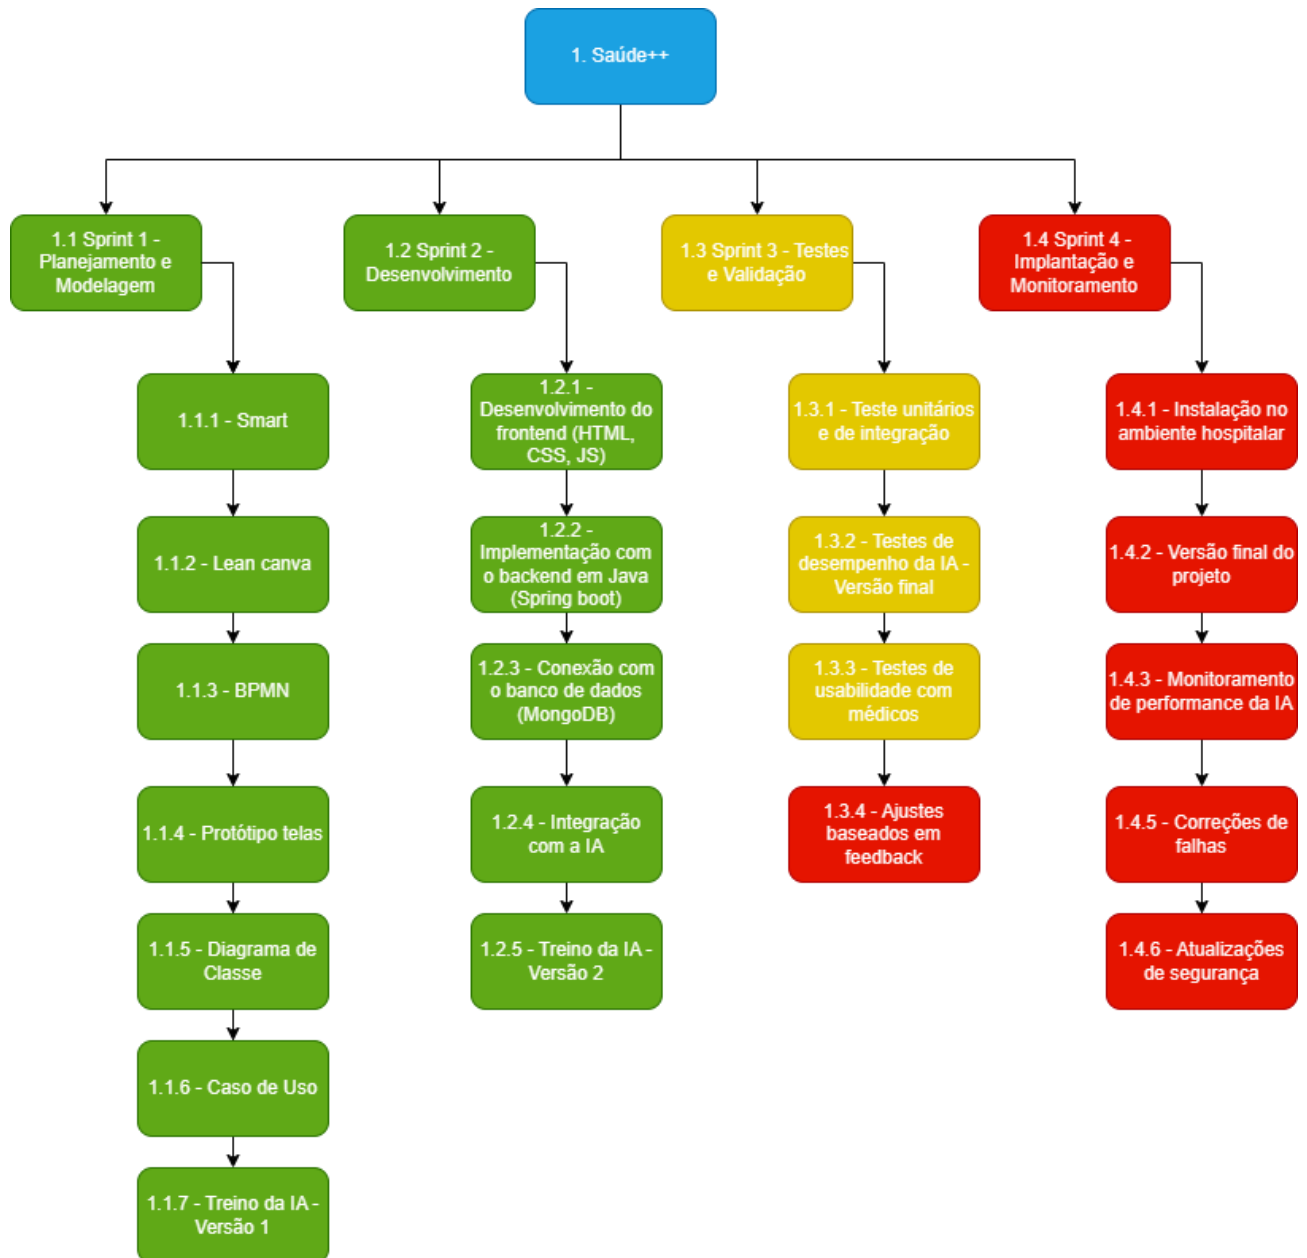 1. Saúde++
1.1 Sprint 1 -
Planejamento e
Modelagem
1.2 Sprint 2 -
Desenvolvimento
1.3 Sprint 3 - Testes
e Validação
1.4 Sprint 4 -
Implantação e
Monitoramento
1.1.1 - Smart
1.1.2 - Lean canva
1.1.3 - BPMN
1.1.4 - Protótipo telas
1.1.5 - Diagrama de
Classe
1.1.6 - Caso de Uso
1.1.7 - Treino da IA -
Versão 1
1.2.1 -
Desenvolvimento do
frontend (HTML,
CSS, JS)
1.2.2 -
Implementação com
o backend em Java
(Spring boot)
1.2.3 - Conexão com
o banco de dados
(MongoDB)
1.2.4 - Integração
com a IA
1.2.5 - Treino da IA -
Versão 2
1.3.1 - Teste unitários
e de integração
1.3.2 - Testes de
desempenho da IA -
Versão final
1.3.3 - Testes de
usabilidade com
médicos
1.3.4 - Ajustes
baseados em
feedback
1.4.1 - Instalação no
ambiente hospitalar
1.4.2 - Versão final do
projeto
1.4.3 - Monitoramento
de performance da IA
1.4.5 - Correções de
falhas
1.4.6 - Atualizações
de segurança